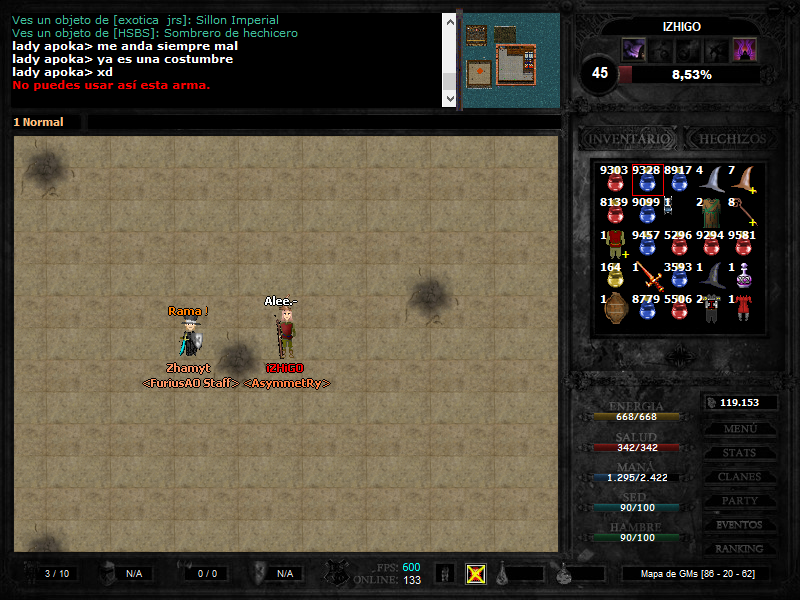 Ves un objeto de [exotica jrs]: Sillon Imperial
Ves un objeto de [HSBS]: Sombrero de hechicero
lady apoka> me anda siempre mal
lady apoka> ya es una costumbre
lady apoka> xd
No puedes usar así esta arma.
1 Normal
IZHIGO
45
8,53%
INVENTARIO
HECHIZOS
9303 9328 8917 4 7
8139 9099 1 2 8
1 9457 5296 9294 9581
164 1 3593 1 1
1 8779 5506 2 1
Alee.-
Rama !
Zhamyt
IZHIGO
<FuriusAO Staff> <AsymmetRy>
ENERGIA
668/668
SALUD
342/342
MANÁ
1.295/2.422
SED
90/100
HAMBRE
90/100
119.153
MENÚ
STATS
CLANES
PARTY
EVENTOS
RANKING
3 / 10
N/A
0 / 0
N/A
FPS: 600
ONLINE: 133
Mapa de GMs [86 - 20 - 62]